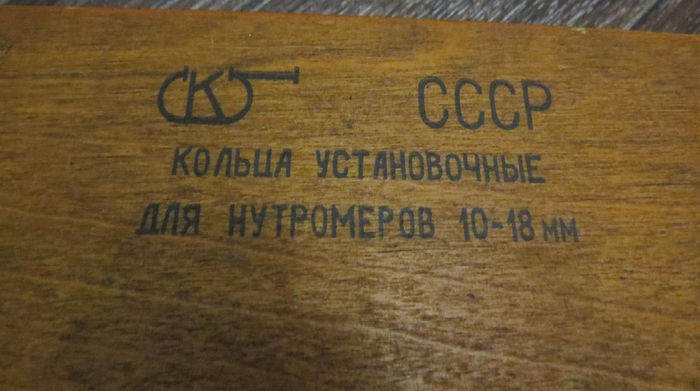 СССР
КОЛЬЦА УСТАНОВОЧНЫЕ
ДЛЯ НУТРОМЕРОВ 10-18 мм